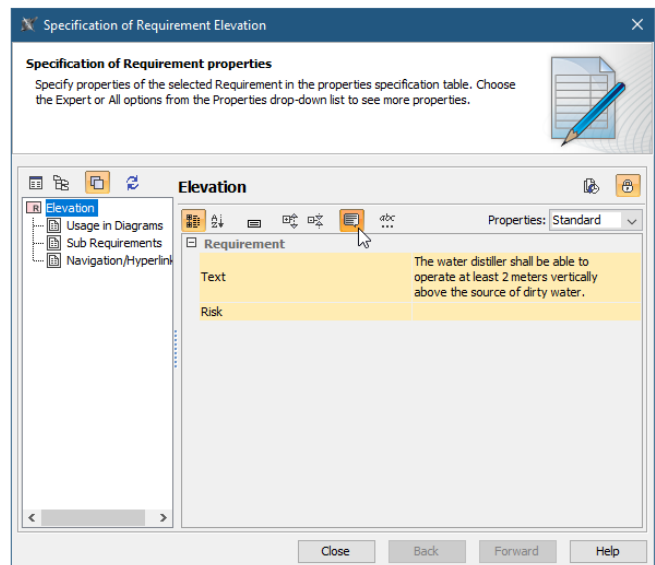 Specification of Requirement Elevation
Specification of Requirement properties
Specify properties of the selected Requirement in the properties specification table. Choose
the Expert or All options from the Properties drop-down list to see more properties.
Elevation
R Elevation
Usage in Diagrams
Sub Requirements
Navigation/Hyperlink
abc
Properties: Standard
Requirement
Text
The water distiller shall be able to
operate at least 2 meters vertically
above the source of dirty water.
Risk
Close Back Forward Help